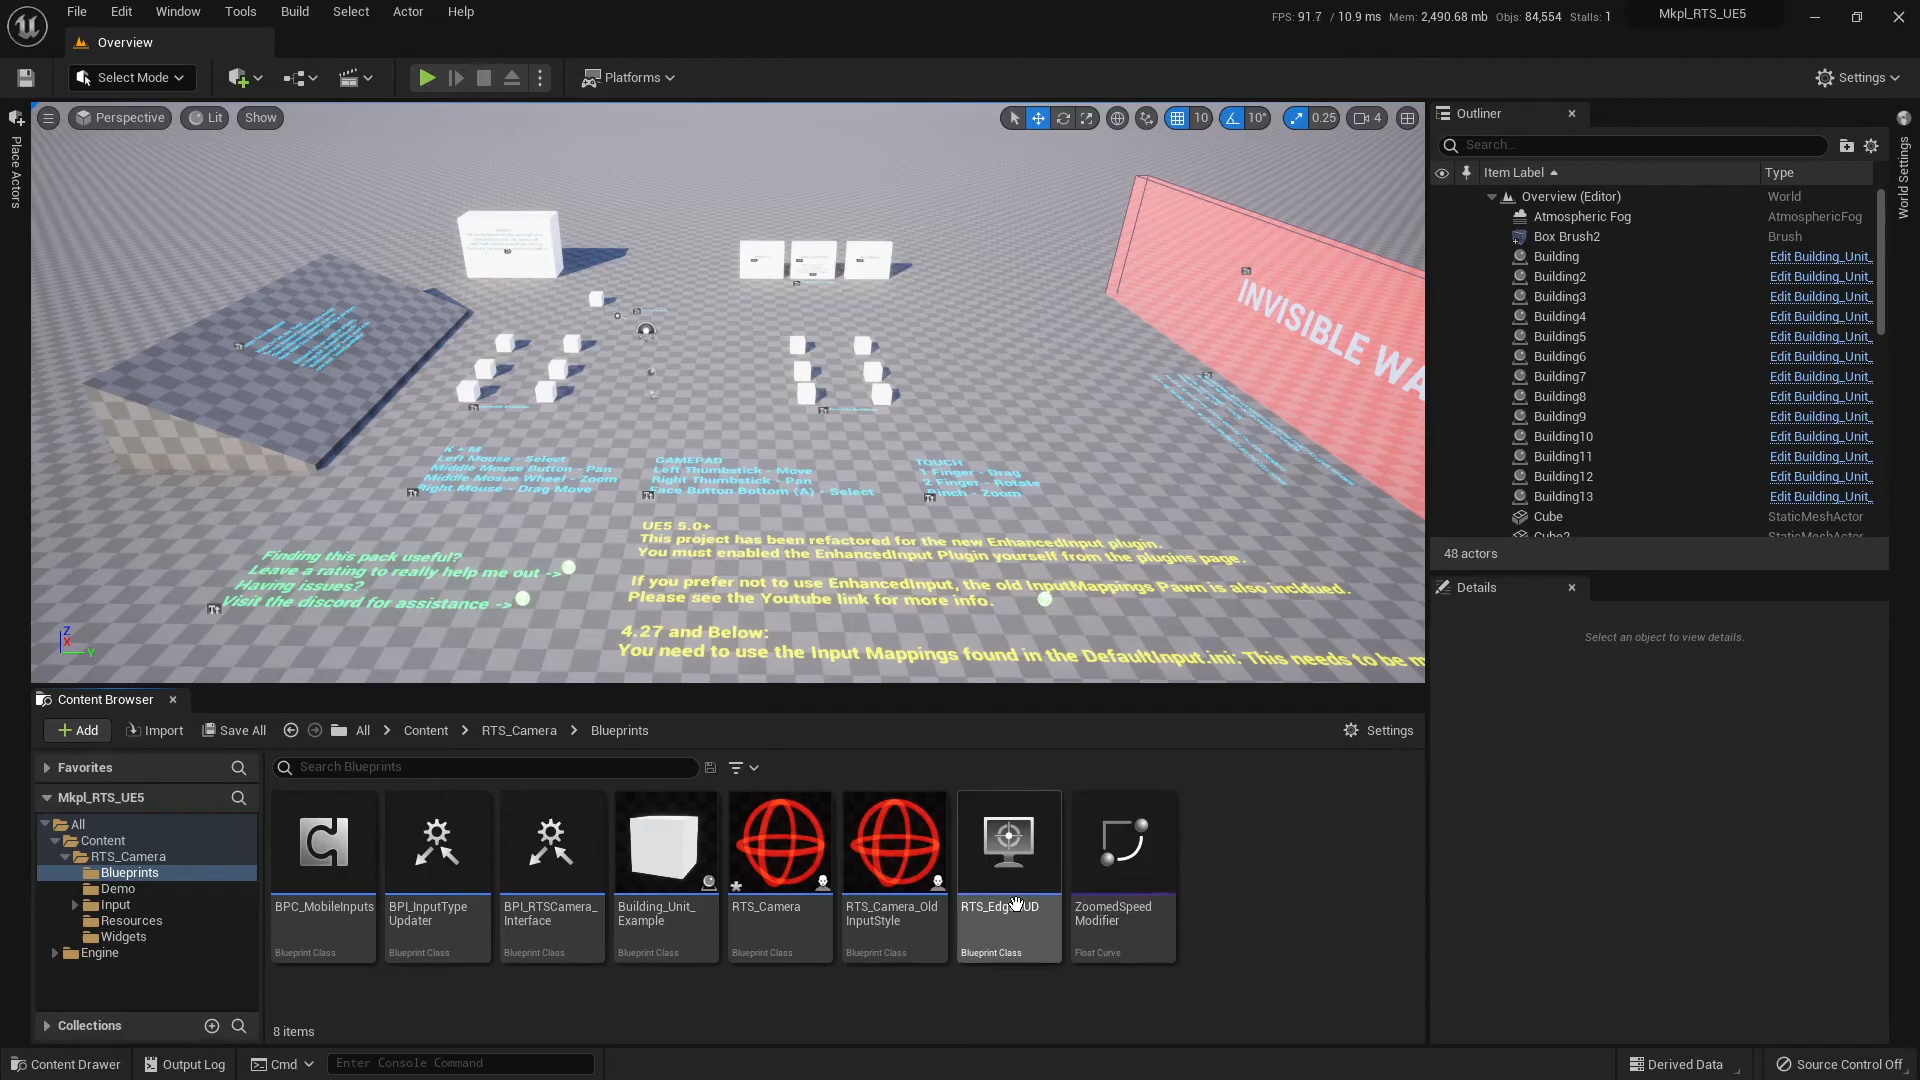 File Edit Window Tools Build Select Actor Help
FPS: 91.7 / 10.9 ms Mem: 2,490.68 mb Objs: 84,554 Stalls: 1
Mkpl_RTS_UE5
Overview
Select Mode
Platforms
Settings
Place Actors
Perspective Lit Show
10 10° 0.25 4
INVISIBLE WA
K + M
Left Mouse - Select
Middle Mouse Button - Pan
Middle Mosue Wheel - Zoom
Right Mouse - Drag Move
GAMEPAD
Left Thumbstick - Move
Right Thumbstick - Pan
Face Button Bottom (A) - Select
TOUCH
1 Finger - Drag
2 Finger - Rotate
Pinch - Zoom
UE5 5.0+
This project has been refactored for the new EnhancedInput plugin.
You must enabled the EnhancedInput Plugin yourself from the plugins page.
If you prefer not to use EnhancedInput, the old InputMappings Pawn is also incldued.
Please see the Youtube link for more info.
4.27 and Below:
You need to use the Input Mappings found in the DefaultInput.ini. This needs to be m
Finding this pack useful?
Leave a rating to really help me out ->
Having issues?
Visit the discord for assistance ->
Z
X
Y
Outliner
Search...
Item Label Type
Overview (Editor) World
Atmospheric Fog AtmosphericFog
Box Brush2 Brush
Building Edit Building_Unit_
Building2 Edit Building_Unit_
Building3 Edit Building_Unit_
Building4 Edit Building_Unit_
Building5 Edit Building_Unit_
Building6 Edit Building_Unit_
Building7 Edit Building_Unit_
Building8 Edit Building_Unit_
Building9 Edit Building_Unit_
Building10 Edit Building_Unit_
Building11 Edit Building_Unit_
Building12 Edit Building_Unit_
Building13 Edit Building_Unit_
Cube StaticMeshActor
Cube2 StaticMeshActor
48 actors
World Settings
Details
Select an object to view details.
Content Browser
Add Import Save All All Content RTS_Camera Blueprints Settings
Favorites
Mkpl_RTS_UE5
All
Content
RTS_Camera
Blueprints
Demo
Input
Resources
Widgets
Engine
Collections
Search Blueprints
BPC_MobileInputs
Blueprint Class
BPI_InputType
Updater
Blueprint Class
BPI_RTSCamera_
Interface
Blueprint Class
Building_Unit_
Example
Blueprint Class
RTS_Camera
Blueprint Class
RTS_Camera_Old
InputStyle
Blueprint Class
Blueprint Class
ZoomedSpeed
Modifier
Float Curve
8 items
Content Drawer Output Log Cmd Enter Console Command Derived Data Source Control Off